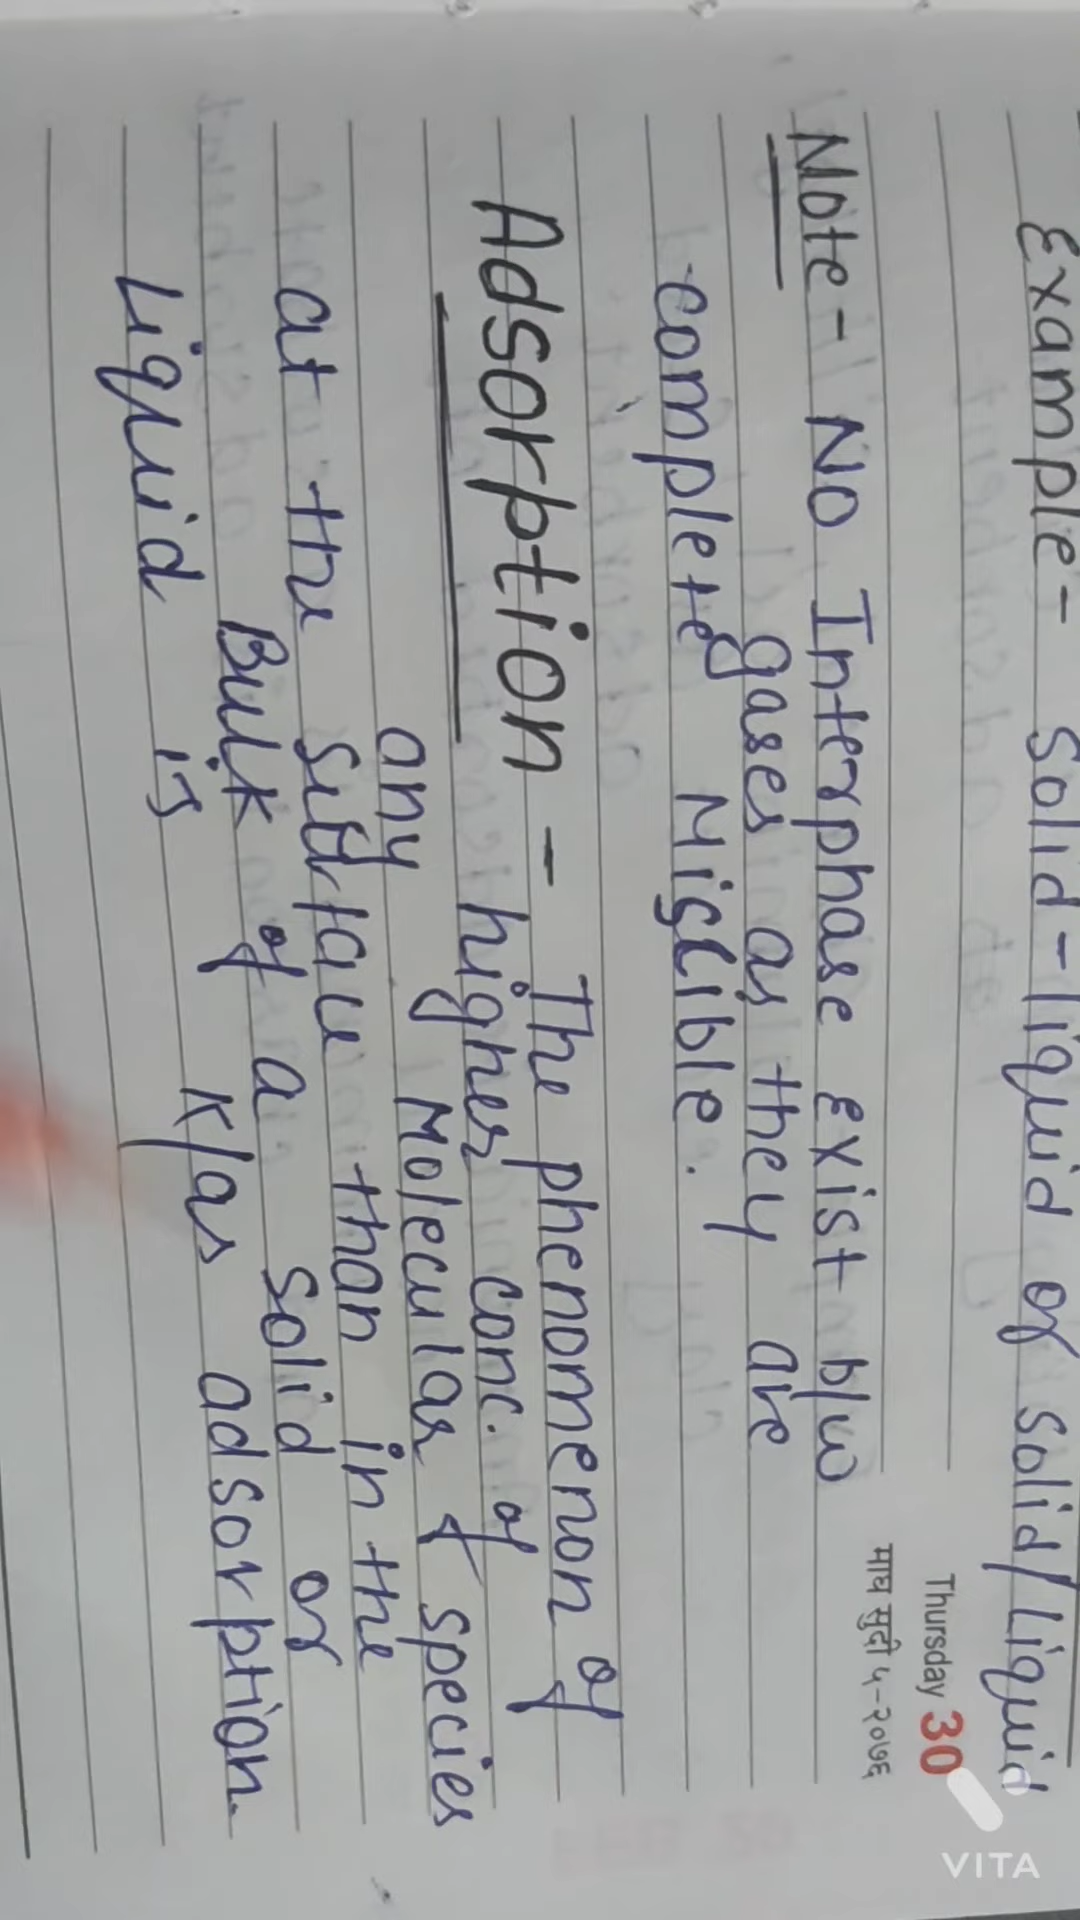 Example- Solid-liquid or solid/Liquid
Thursday 30
माघ सुदी ५-२०७६
Note- No Interphase Exist b/w
gases as they are
complete Miscible.
Adsorption - The phenomenon of
higher conc. of
any Molecular & species
at the Surface than in the
Bulk of a Solid or
Liquid is K/as adsorption.
VITA